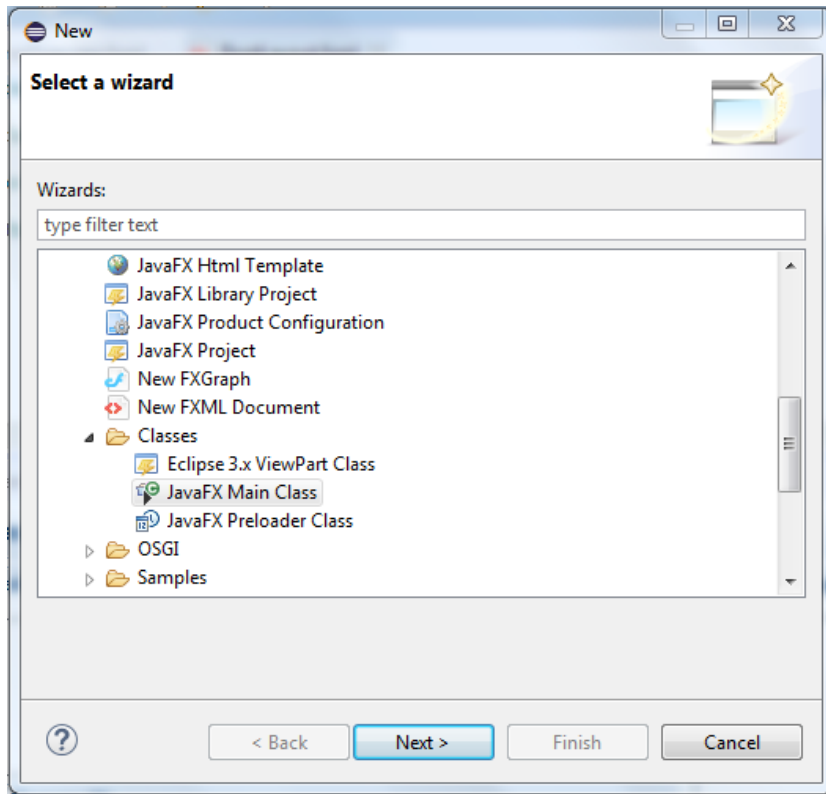 New
Select a wizard
Wizards:
type filter text
JavaFX Html Template
JavaFX Library Project
JavaFX Product Configuration
JavaFX Project
New FXGraph
New FXML Document
Classes
Eclipse 3.x ViewPart Class
JavaFX Main Class
JavaFX Preloader Class
OSGI
Samples
? < Back Next > Finish Cancel